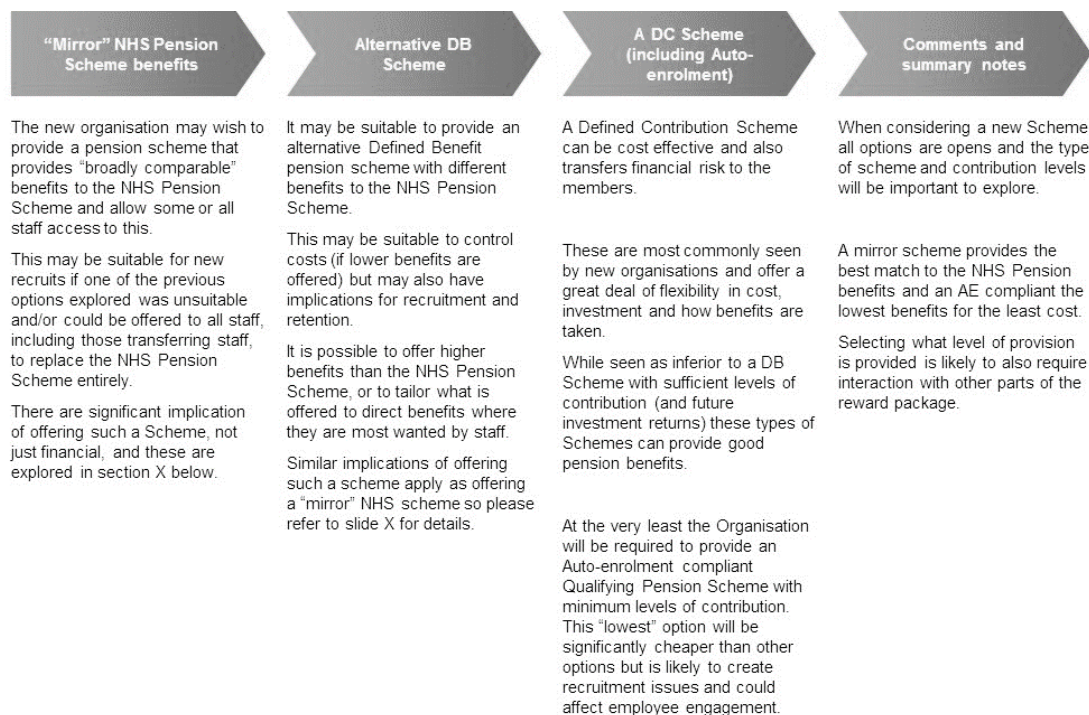 “Mirror” NHS Pension
Scheme benefits
The new organisation may wish to
provide a pension scheme that
provides “broadly comparable”
benefits to the NHS Pension
Scheme and allow some or all
staff access to this.
This may be suitable for new
recruits if one of the previous
options explored was unsuitable
and/or could be offered to all staff,
including those transferring staff,
to replace the NHS Pension
Scheme entirely.
There are significant implication
of offering such a Scheme, not
just financial, and these are
explored in section X below.
Alternative DB
Scheme
It may be suitable to provide an
alternative Defined Benefit
pension scheme with different
benefits to the NHS Pension
Scheme.
This may be suitable to control
costs (if lower benefits are
offered) but may also have
implications for recruitment and
retention.
It is possible to offer higher
benefits than the NHS Pension
Scheme, or to tailor what is
offered to direct benefits where
they are most wanted by staff.
Similar implications of offering
such a scheme apply as offering
a “mirror” NHS scheme so please
refer to slide X for details.
A DC Scheme
(including Auto-
enrolment)
A Defined Contribution Scheme
can be cost effective and also
transfers financial risk to the
members.
These are most commonly seen
by new organisations and offer a
great deal of flexibility in cost,
investment and how benefits are
taken.
While seen as inferior to a DB
Scheme with sufficient levels of
contribution (and future
investment returns) these types of
Schemes can provide good
pension benefits.
At the very least the Organisation
will be required to provide an
Auto-enrolment compliant
Qualifying Pension Scheme with
minimum levels of contribution.
This “lowest” option will be
significantly cheaper than other
options but is likely to create
recruitment issues and could
affect employee engagement.
Comments and
summary notes
When considering a new Scheme
all options are opens and the type
of scheme and contribution levels
will be important to explore.
A mirror scheme provides the
best match to the NHS Pension
benefits and an AE compliant the
lowest benefits for the least cost.
Selecting what level of provision
is provided is likely to also require
interaction with other parts of the
reward package.